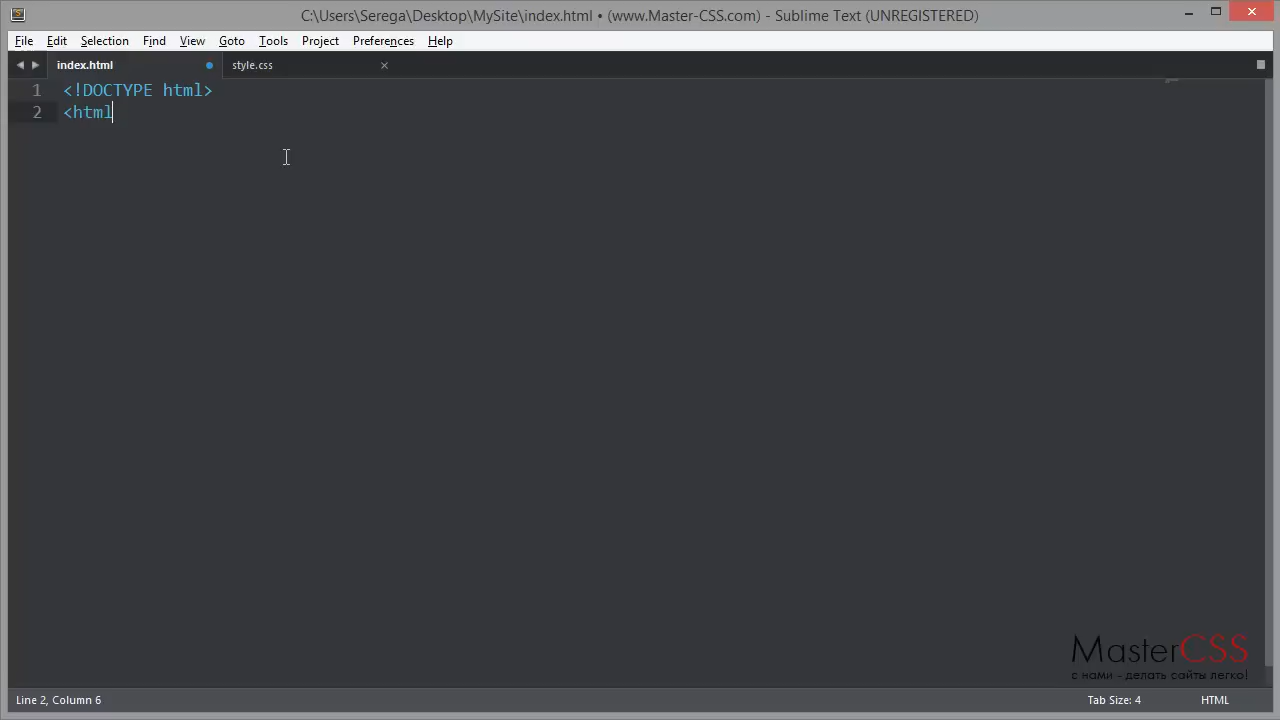 C:\Users\Serega\Desktop\MySite\index.html • (www.Master-CSS.com) - Sublime Text (UNREGISTERED)
File Edit Selection Find View Goto Tools Project Preferences Help
index.html style.css
1 <!DOCTYPE html>
2 <html
MasterCSS
с нами - делать сайты легко!
Line 2, Column 6 Tab Size: 4 HTML